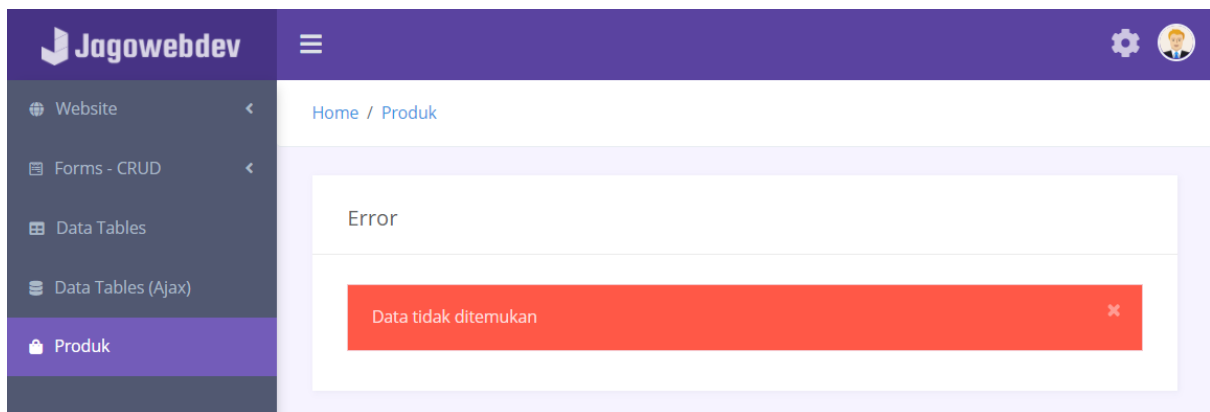 Jagowebdev
Website
Forms - CRUD
Data Tables
Data Tables (Ajax)
Produk
Home / Produk
Error
Data tidak ditemukan